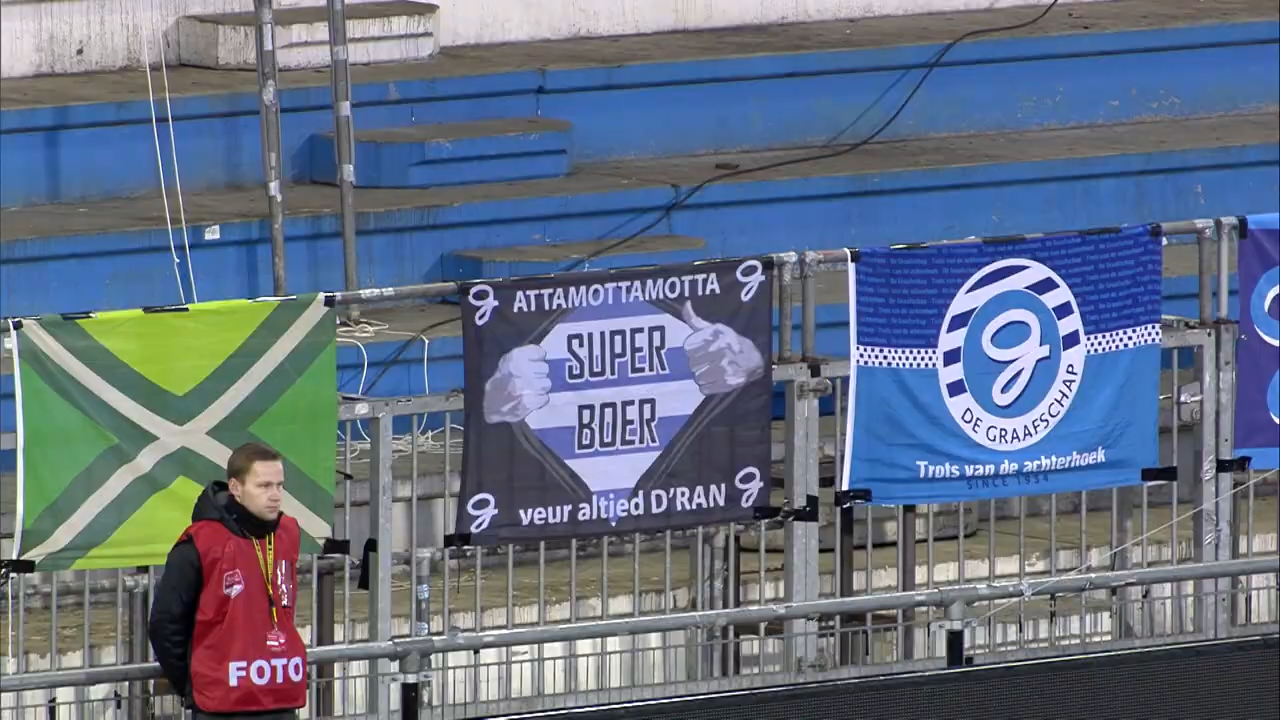 ATTAMOTTAMOTTA
SUPER
BOER
veur altied D'RAN
DE GRAAFSCHAP
Trots van de achterhoek
SINCE 1954
FOTO